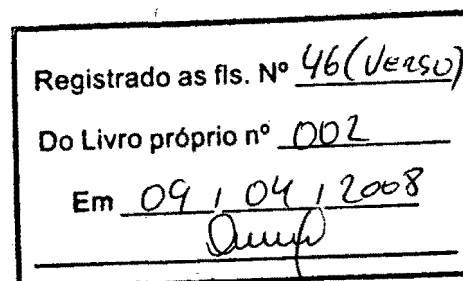 Registrado as fls. Nº 46 (VERSO)
Do Livro próprio nº 002
Em 09 / 04 / 2008